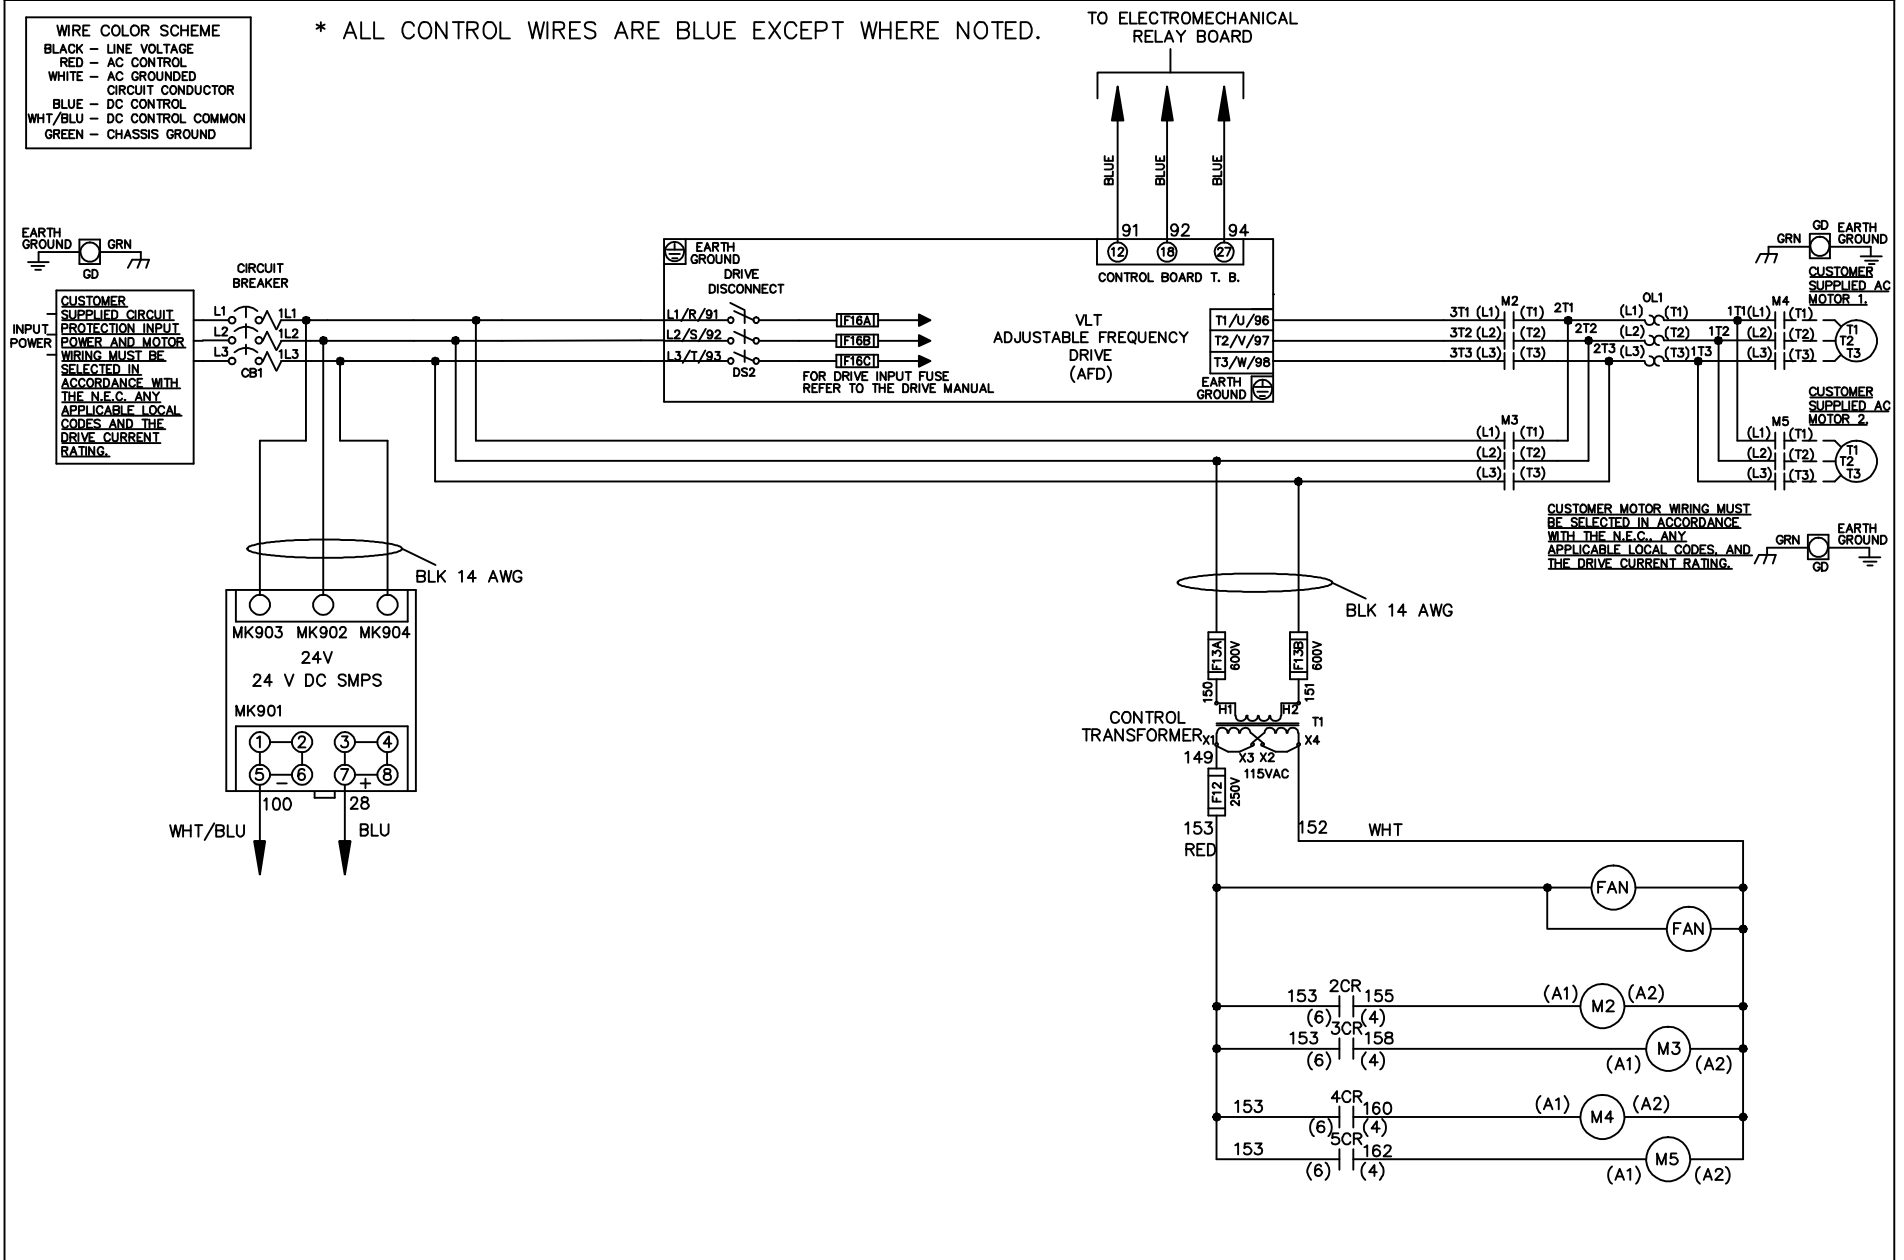 WIRE COLOR SCHEME
BLACK – LINE VOLTAGE
RED – AC CONTROL
WHITE – AC GROUNDED
CIRCUIT CONDUCTOR
BLUE – DC CONTROL
WHT/BLU – DC CONTROL COMMON
GREEN – CHASSIS GROUND
* ALL CONTROL WIRES ARE BLUE EXCEPT WHERE NOTED.
TO ELECTROMECHANICAL
RELAY BOARD
BLUE
BLUE
BLUE
91 92 94
12 18 27
CONTROL BOARD T. B.
EARTH
GROUND
GRN
GD
CIRCUIT
BREAKER
INPUT
POWER
CUSTOMER
SUPPLIED CIRCUIT
PROTECTION INPUT
POWER AND MOTOR
WIRING MUST BE
SELECTED IN
ACCORDANCE WITH
THE N.E.C. ANY
APPLICABLE LOCAL
CODES AND THE
DRIVE CURRENT
RATING.
L1 1L1
L2 1L2
L3 1L3
CB1
EARTH
GROUND
DRIVE
DISCONNECT
L1/R/91
L2/S/92
L3/T/93
DS2
F16A
F16B
F16C
FOR DRIVE INPUT FUSE
REFER TO THE DRIVE MANUAL
VLT
ADJUSTABLE FREQUENCY
DRIVE
(AFD)
T1/U/96
T2/V/97
T3/W/98
EARTH
GROUND
3T1 (L1) M2 (T1) 2T1
3T2 (L2) (T2) 2T2
3T3 (L3) (T3) 2T3
OL1
(L1) (T1) 1T1
(L2) (T2) 1T2
(L3) (T3) 1T3
M4
(L1) (T1)
(L2) (T2)
(L3) (T3)
T1
T2
T3
GRN
GD
EARTH
GROUND
CUSTOMER
SUPPLIED AC
MOTOR 1.
M3
(L1) (T1)
(L2) (T2)
(L3) (T3)
CUSTOMER
SUPPLIED AC
MOTOR 2.
M5
(L1) (T1)
(L2) (T2)
(L3) (T3)
T1
T2
T3
CUSTOMER MOTOR WIRING MUST
BE SELECTED IN ACCORDANCE
WITH THE N.E.C., ANY
APPLICABLE LOCAL CODES, AND
THE DRIVE CURRENT RATING.
GRN
GD
EARTH
GROUND
BLK 14 AWG
MK903 MK902 MK904
24V
24 V DC SMPS
MK901
1 2 3 4
5 6 7 8
– +
100 28
WHT/BLU BLU
BLK 14 AWG
F13A
600V
F13B
600V
150
151
H1 H2
T1
CONTROL
TRANSFORMER
X1 X3 X2 X4
115VAC
149
F12
250V
153
RED
152 WHT
FAN
FAN
153 2CR 155 (A1) M2 (A2)
(6) (4)
153 3CR 158 M3
(6) (4) (A1) (A2)
153 4CR 160 (A1) M4 (A2)
(6) (4)
153 5CR 162 M5
(6) (4) (A1) (A2)